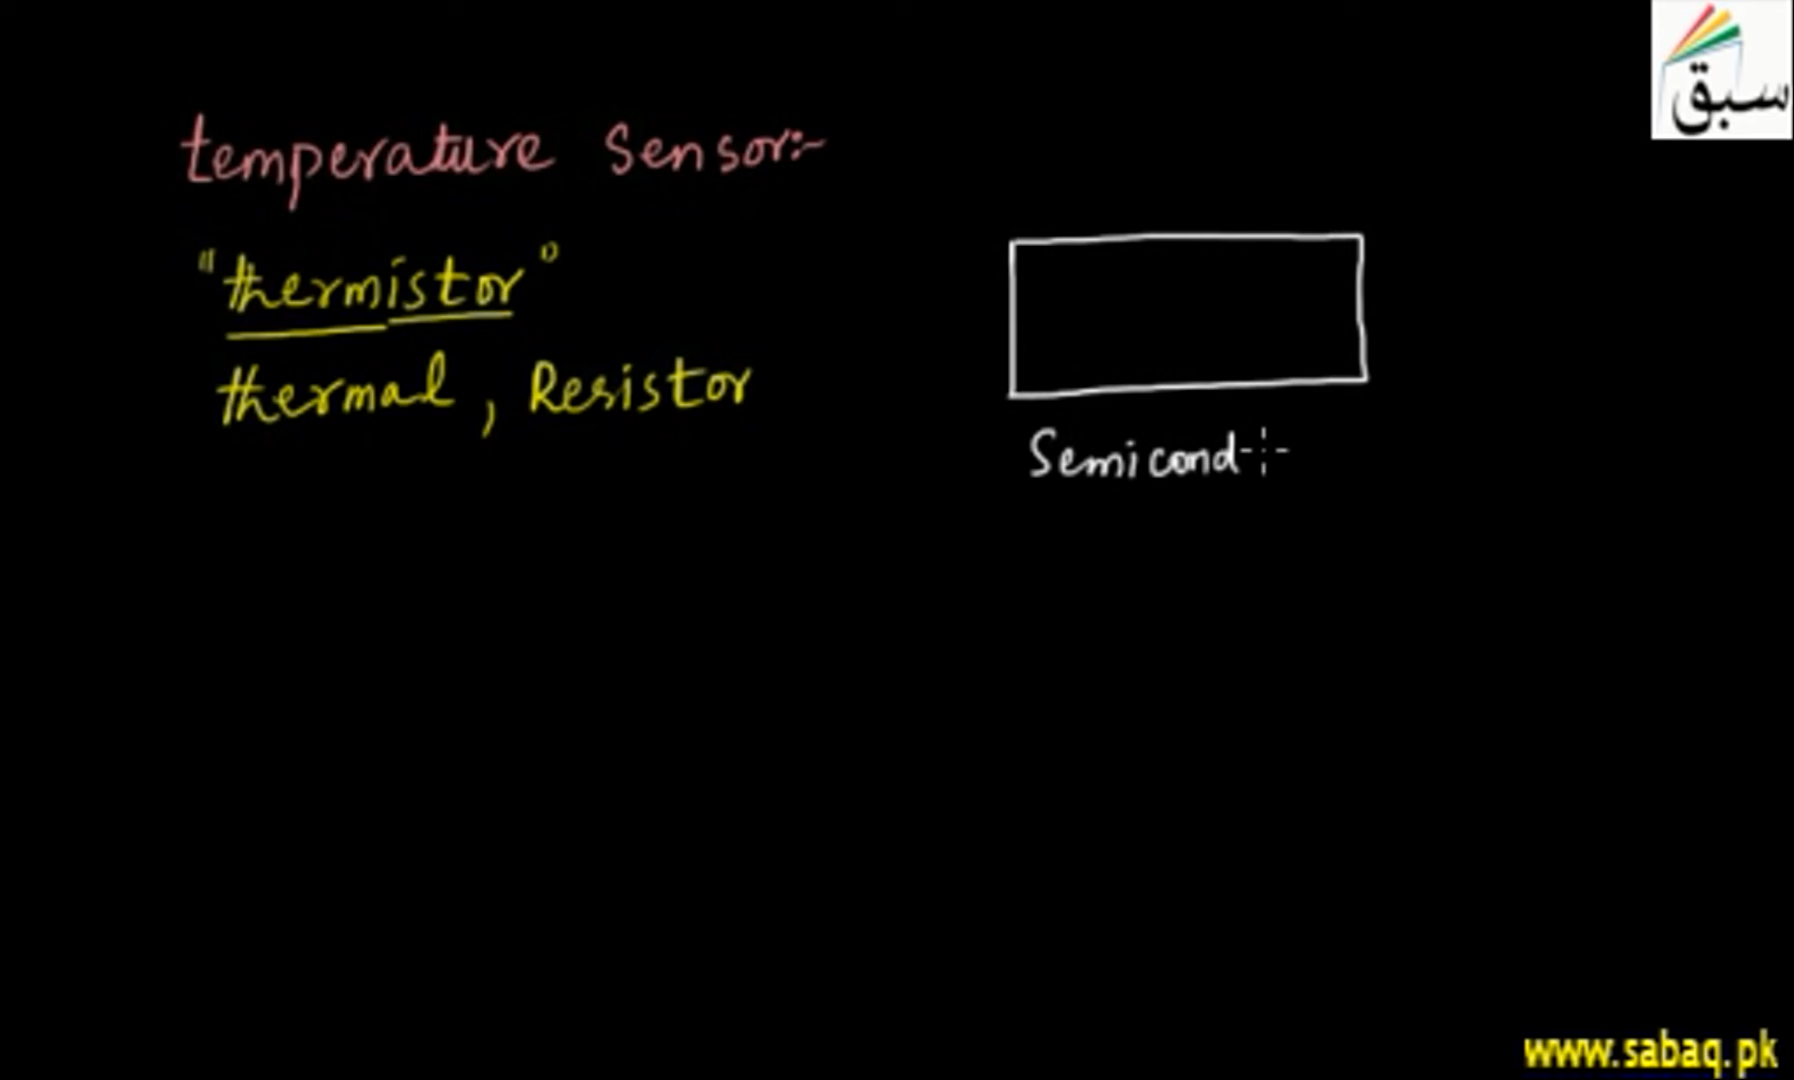 سبق
temperature Sensor:-
"thermistor"
thermal, Resistor
Semicond
www.sabaq.pk